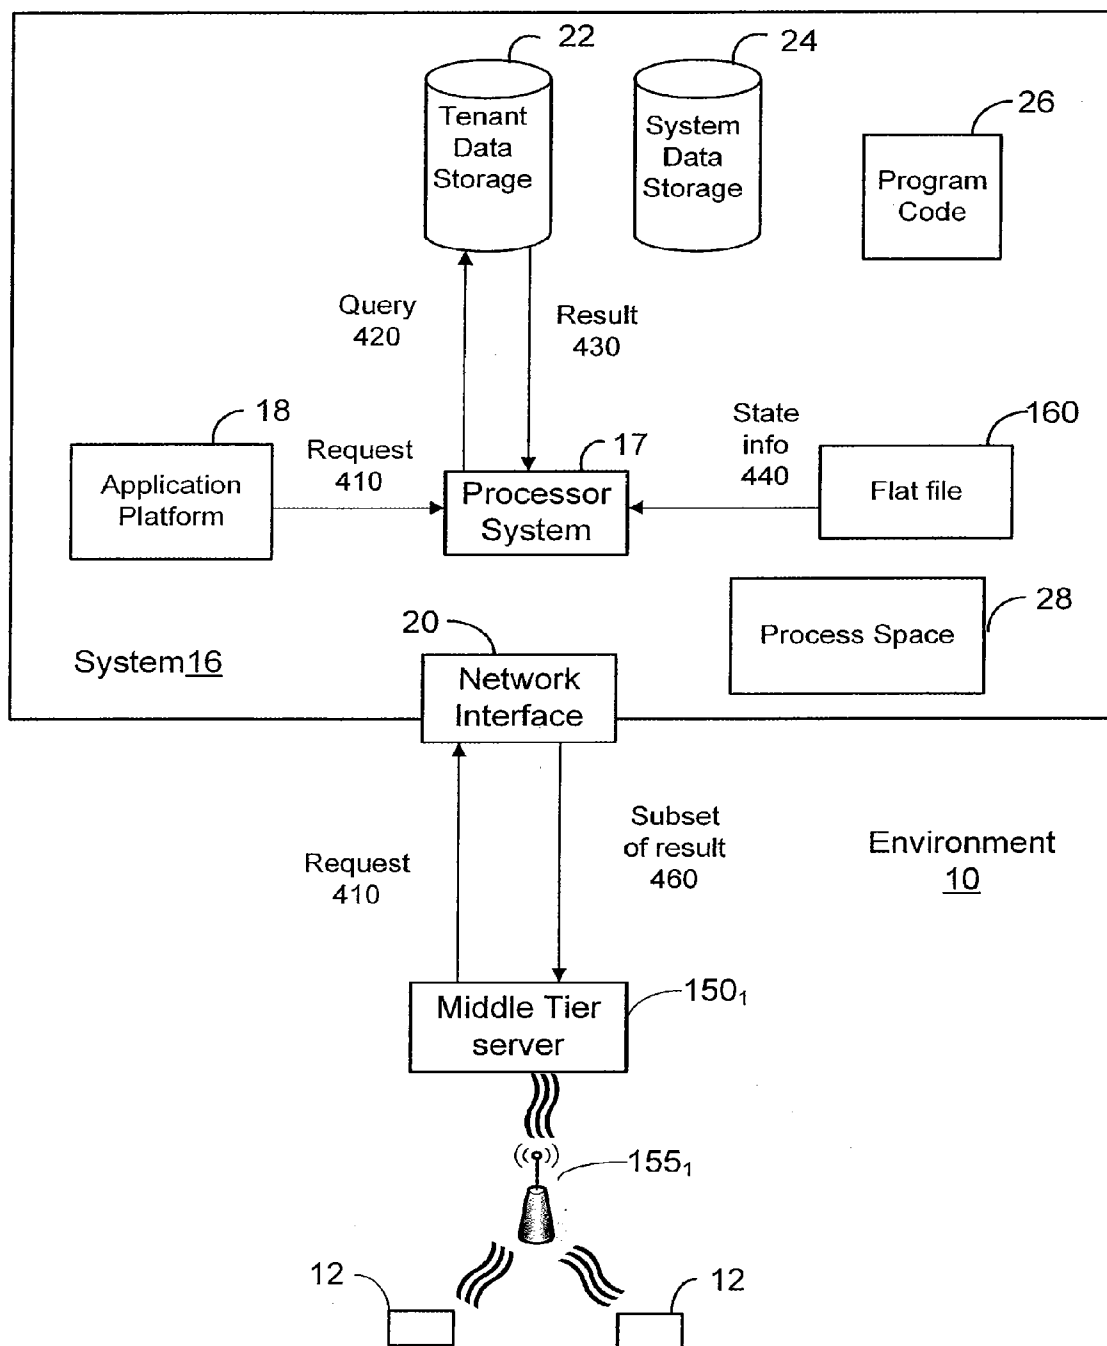 22
24
26
Tenant
Data
Storage
System
Data
Storage
Program
Code
Query
420
Result
430
18
Request
410
17
State
info
440
160
Application
Platform
Processor
System
Flat file
20
28
Process Space
System16
Network
Interface
Request
410
Subset
of result
460
Environment
10
Middle Tier
server
150₁
155₁
12
12